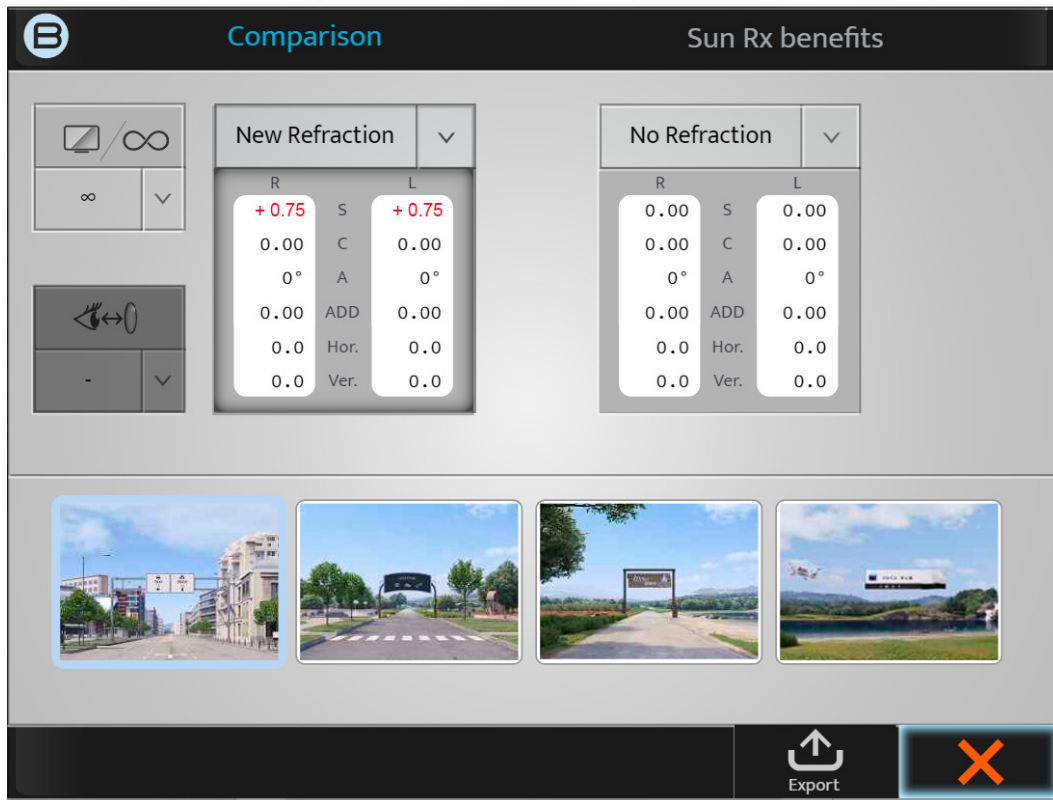 B Comparison Sun Rx benefits
New Refraction No Refraction
∞
R L R L
+ 0.75 S + 0.75 0.00 S 0.00
0.00 C 0.00 0.00 C 0.00
0° A 0° 0° A 0°
0.00 ADD 0.00 0.00 ADD 0.00
0.0 Hor. 0.0 0.0 Hor. 0.0
- 0.0 Ver. 0.0 0.0 Ver. 0.0
Export